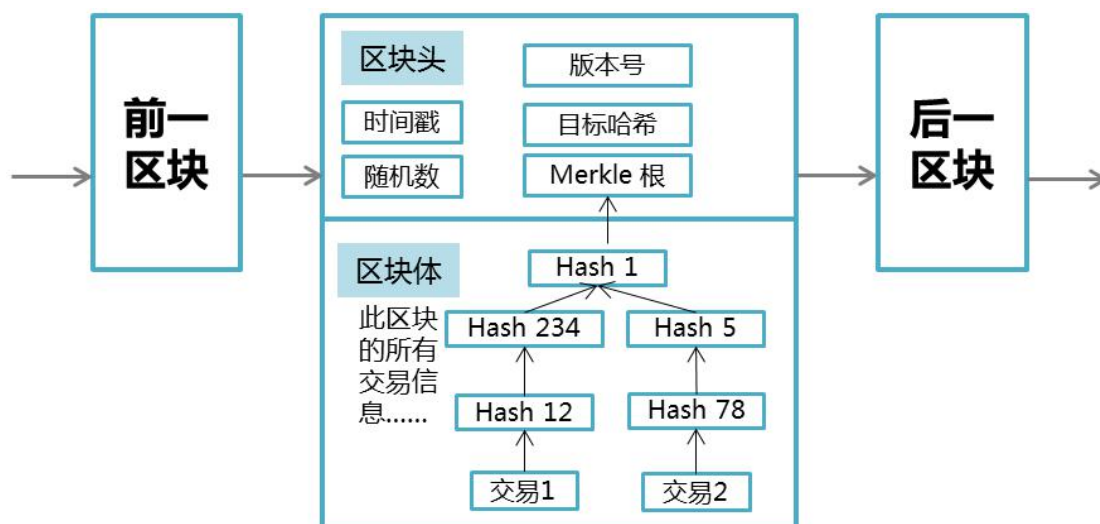 前一
区块
区块头
版本号
时间戳
目标哈希
随机数
Merkle 根
区块体
此区块
的所有
交易信
息......
Hash 1
Hash 234
Hash 5
Hash 12
Hash 78
交易1
交易2
后一
区块